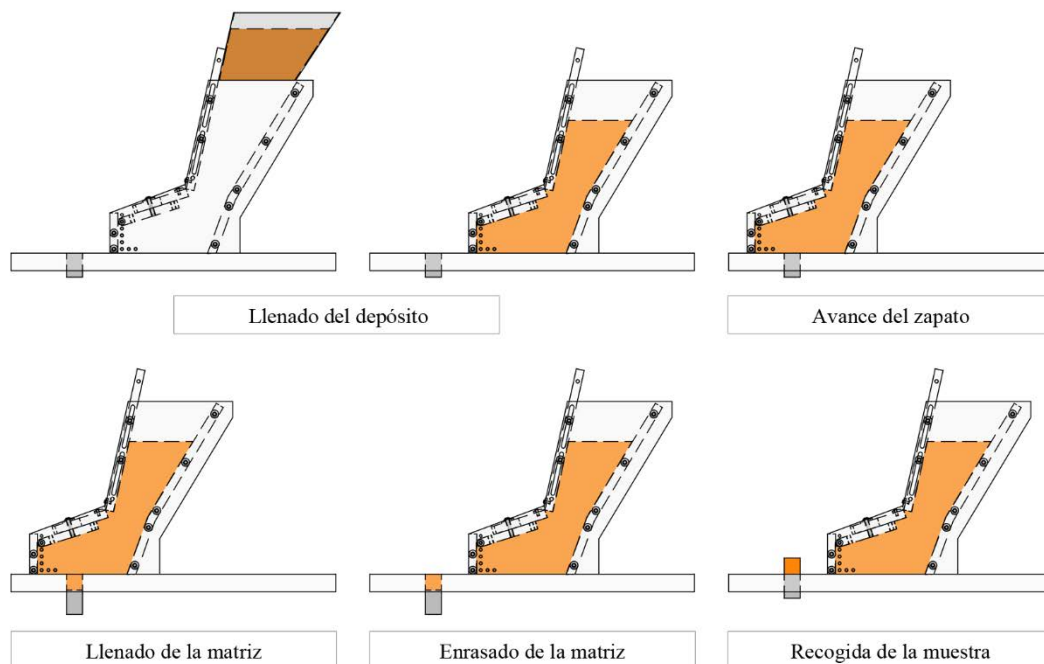 Llenado del depósito
Avance del zapato
Llenado de la matriz
Enrasado de la matriz
Recogida de la muestra